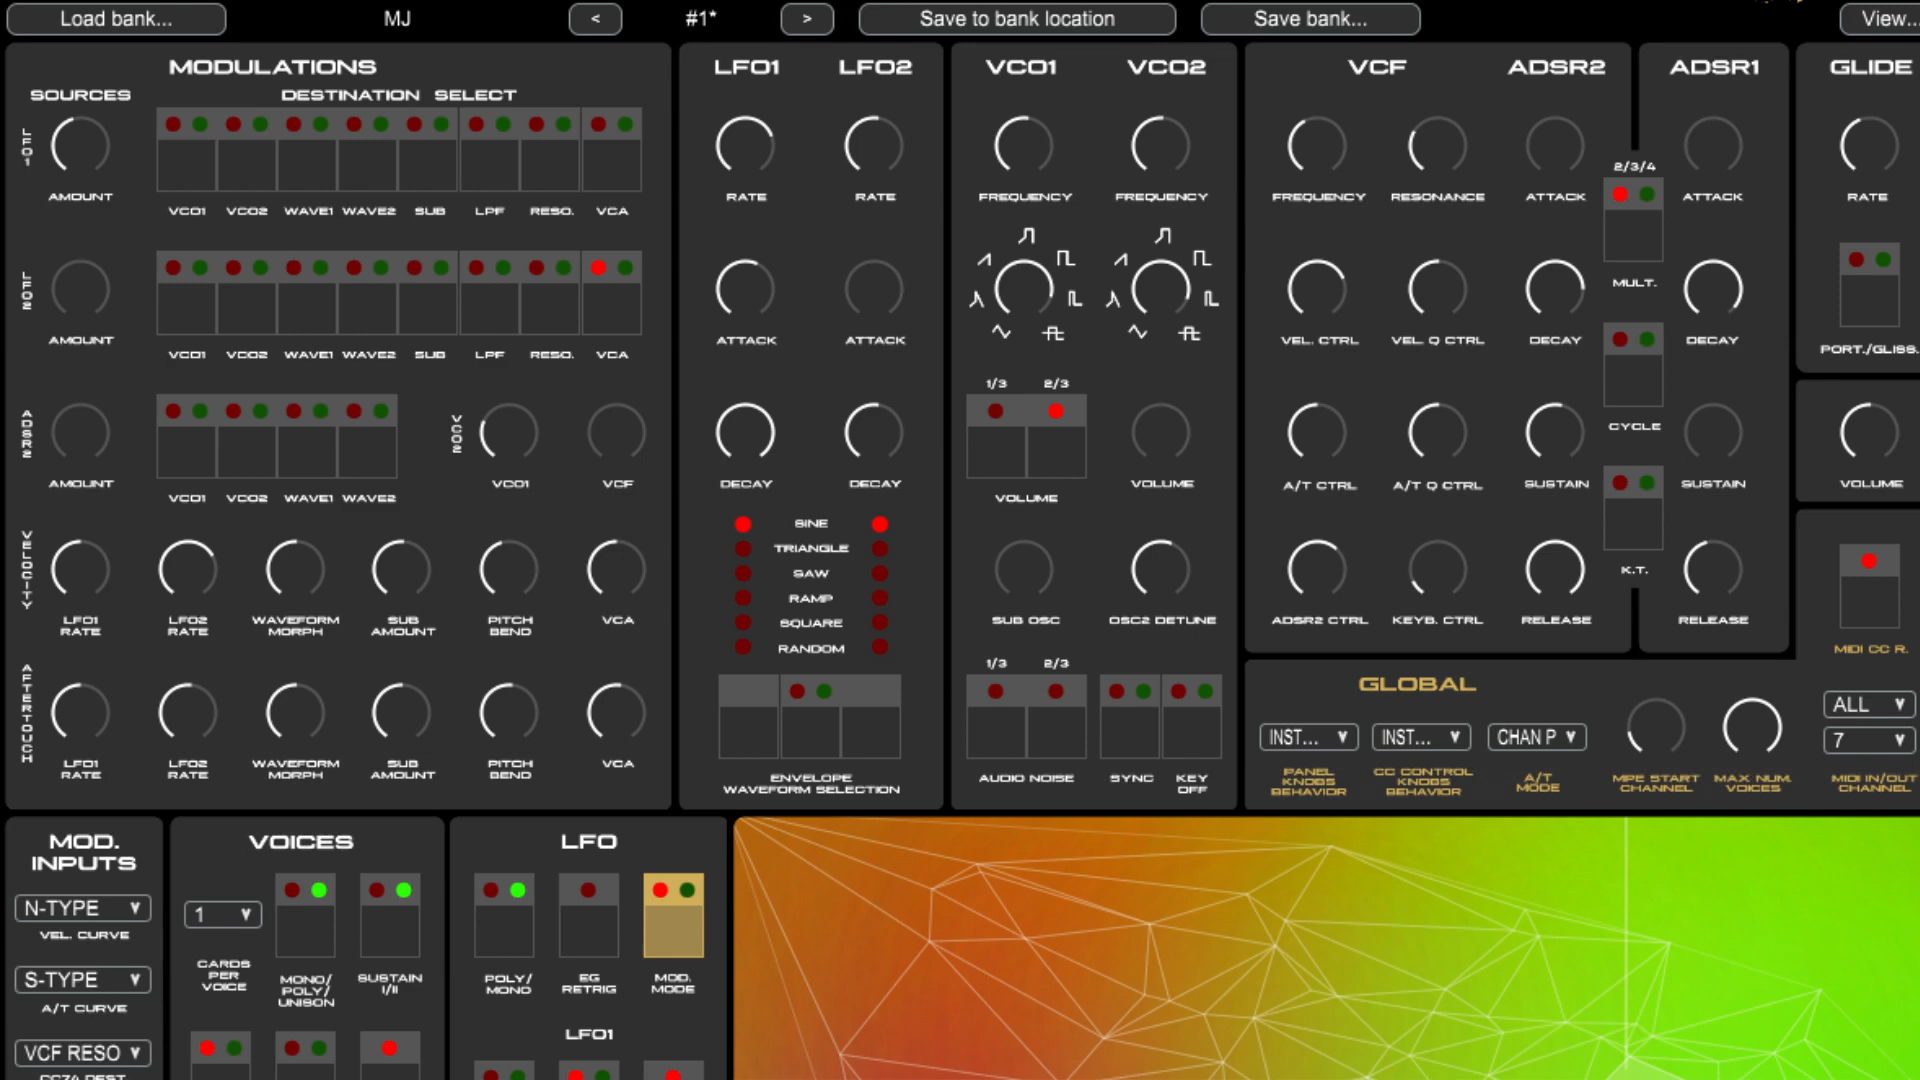 Load bank...
MJ
<
#1*
>
Save to bank location
Save bank...
View...
MODULATIONS
SOURCES
DESTINATION SELECT
LFO1
AMOUNT
VCO1 VCO2 WAVE1 WAVE2 SUB LPF RESO. VCA
LFO2
AMOUNT
VCO1 VCO2 WAVE1 WAVE2 SUB LPF RESO. VCA
ADSR2
AMOUNT
VCO1 VCO2 WAVE1 WAVE2
VCO2
VCO1
VCF
VELOCITY
LFO1 RATE
LFO2 RATE
WAVEFORM MORPH
SUB AMOUNT
PITCH BEND
VCA
AFTERTOUCH
LFO1 RATE
LFO2 RATE
WAVEFORM MORPH
SUB AMOUNT
PITCH BEND
VCA
LFO1 LFO2
RATE RATE
ATTACK ATTACK
DECAY DECAY
SINE
TRIANGLE
SAW
RAMP
SQUARE
RANDOM
ENVELOPE
WAVEFORM SELECTION
VCO1 VCO2
FREQUENCY FREQUENCY
1/3 2/3
VOLUME VOLUME
SUB OSC OSC2 DETUNE
1/3 2/3
AUDIO NOISE
SYNC
KEY OFF
VCF ADSR2
FREQUENCY RESONANCE ATTACK
VEL. CTRL VEL. Q CTRL DECAY
A/T CTRL A/T Q CTRL SUSTAIN
ADSR2 CTRL KEYB. CTRL RELEASE
2/3/4
MULT.
CYCLE
K.T.
ADSR1
ATTACK
DECAY
SUSTAIN
RELEASE
GLIDE
RATE
PORT./GLISS.
VOLUME
MIDI CC R.
ALL
7
MIDI IN/OUT
CHANNEL
GLOBAL
INST...
PANEL
KNOBS
BEHAVIOR
INST...
CC CONTROL
KNOBS
BEHAVIOR
CHAN P
A/T
MODE
MPE START
CHANNEL
MAX NUM.
VOICES
MOD.
INPUTS
N-TYPE
VEL. CURVE
S-TYPE
A/T CURVE
VCF RESO
CC74 DEST
VOICES
1
CARDS
PER
VOICE
MONO/
POLY/
UNISON
SUSTAIN
I/II
LFO
POLY/
MONO
EG
RETRIG
MOD.
MODE
LFO1